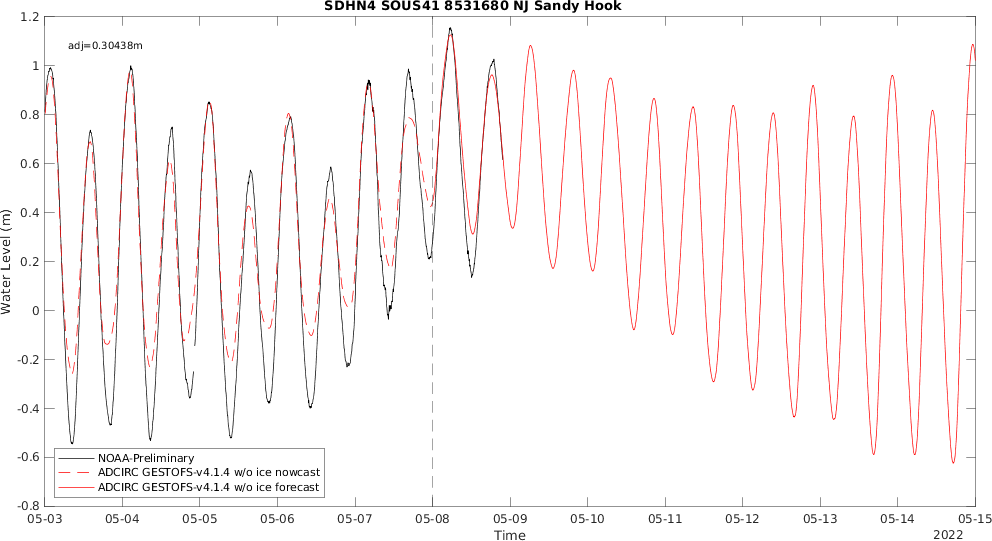 SDHN4 SOUS41 8531680 NJ Sandy Hook
adj=0.30438m
Water Level (m)
1.2
1
0.8
0.6
0.4
0.2
0
-0.2
-0.4
-0.6
-0.8
NOAA-Preliminary
ADCIRC GESTOFS-v4.1.4 w/o ice nowcast
ADCIRC GESTOFS-v4.1.4 w/o ice forecast
05-03 05-04 05-05 05-06 05-07 05-08 05-09 05-10 05-11 05-12 05-13 05-14 05-15
Time
2022